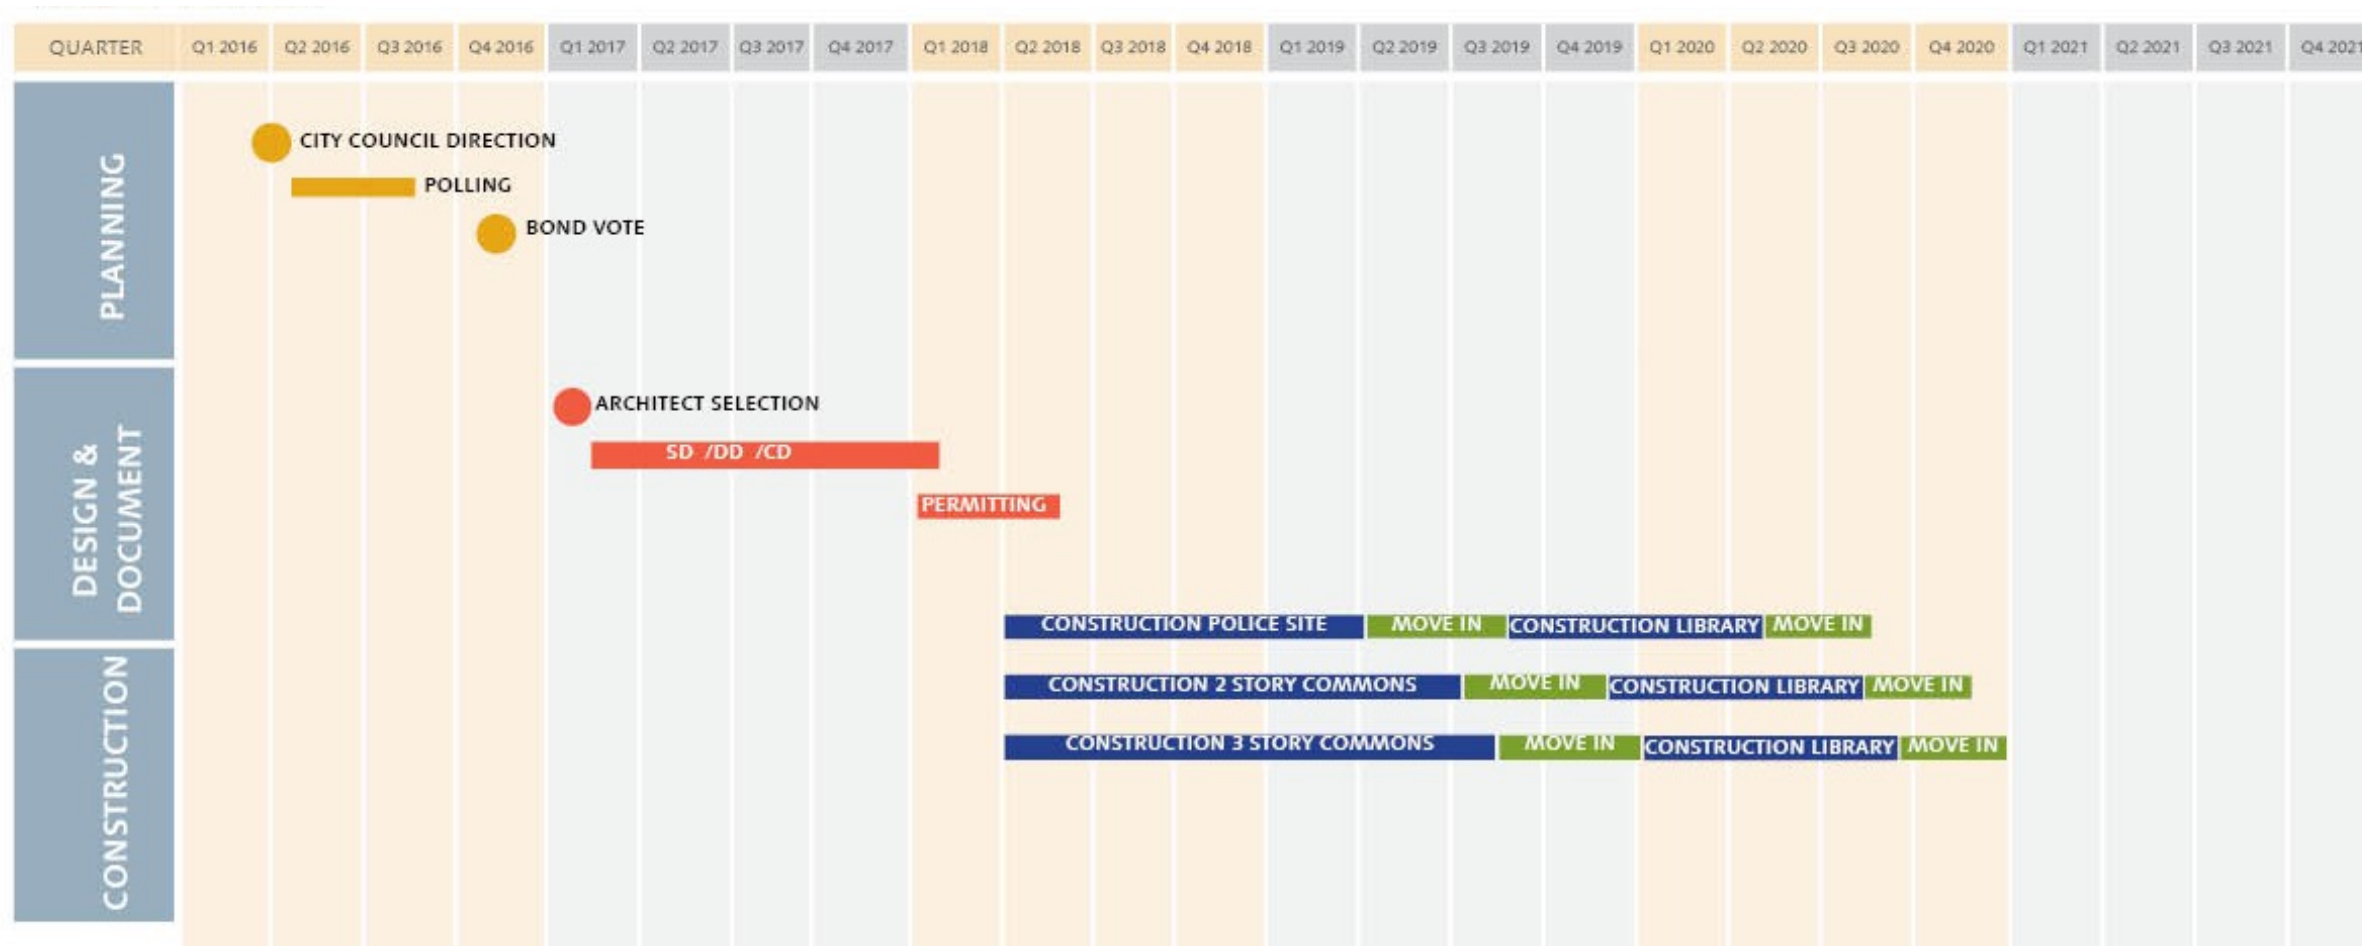 QUARTER Q1 2016 Q2 2016 Q3 2016 Q4 2016 Q1 2017 Q2 2017 Q3 2017 Q4 2017 Q1 2018 Q2 2018 Q3 2018 Q4 2018 Q1 2019 Q2 2019 Q3 2019 Q4 2019 Q1 2020 Q2 2020 Q3 2020 Q4 2020 Q1 2021 Q2 2021 Q3 2021 Q4 2021
PLANNING
CITY COUNCIL DIRECTION
POLLING
BOND VOTE
DESIGN &
DOCUMENT
ARCHITECT SELECTION
SD /DD /CD
PERMITTING
CONSTRUCTION POLICE SITE MOVE IN CONSTRUCTION LIBRARY MOVE IN
CONSTRUCTION
CONSTRUCTION 2 STORY COMMONS MOVE IN CONSTRUCTION LIBRARY MOVE IN
CONSTRUCTION 3 STORY COMMONS MOVE IN CONSTRUCTION LIBRARY MOVE IN